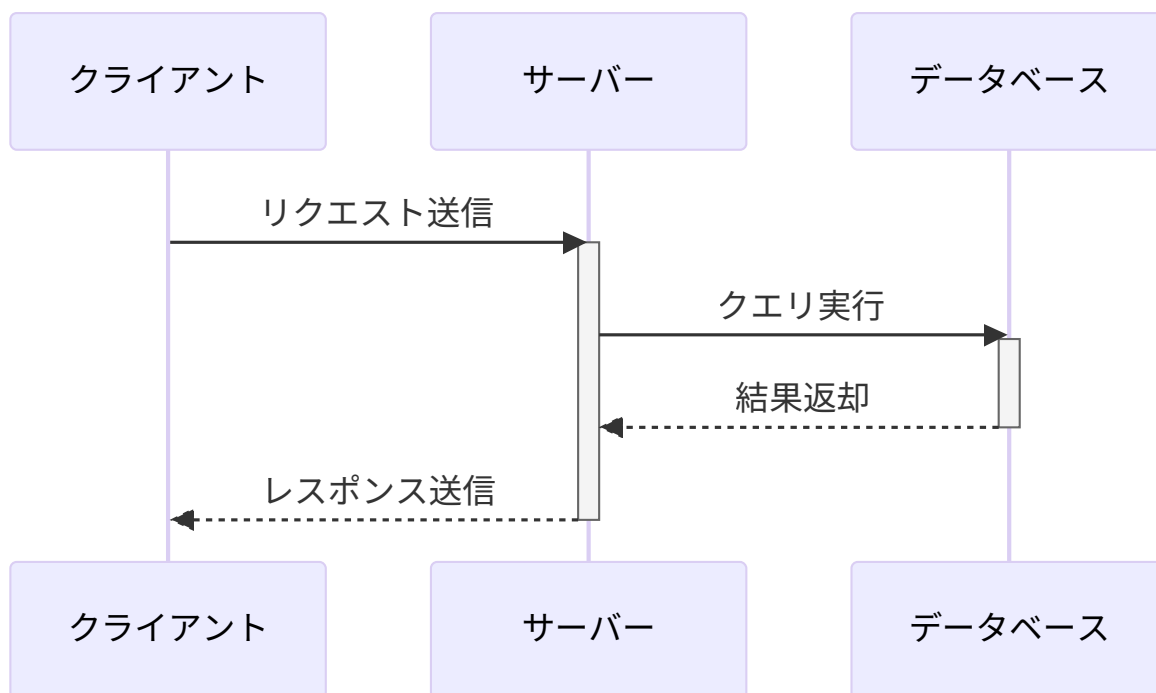 クライアント
サーバー
データベース
リクエスト送信
クエリ実行
結果返却
レスポンス送信
クライアント
サーバー
データベース